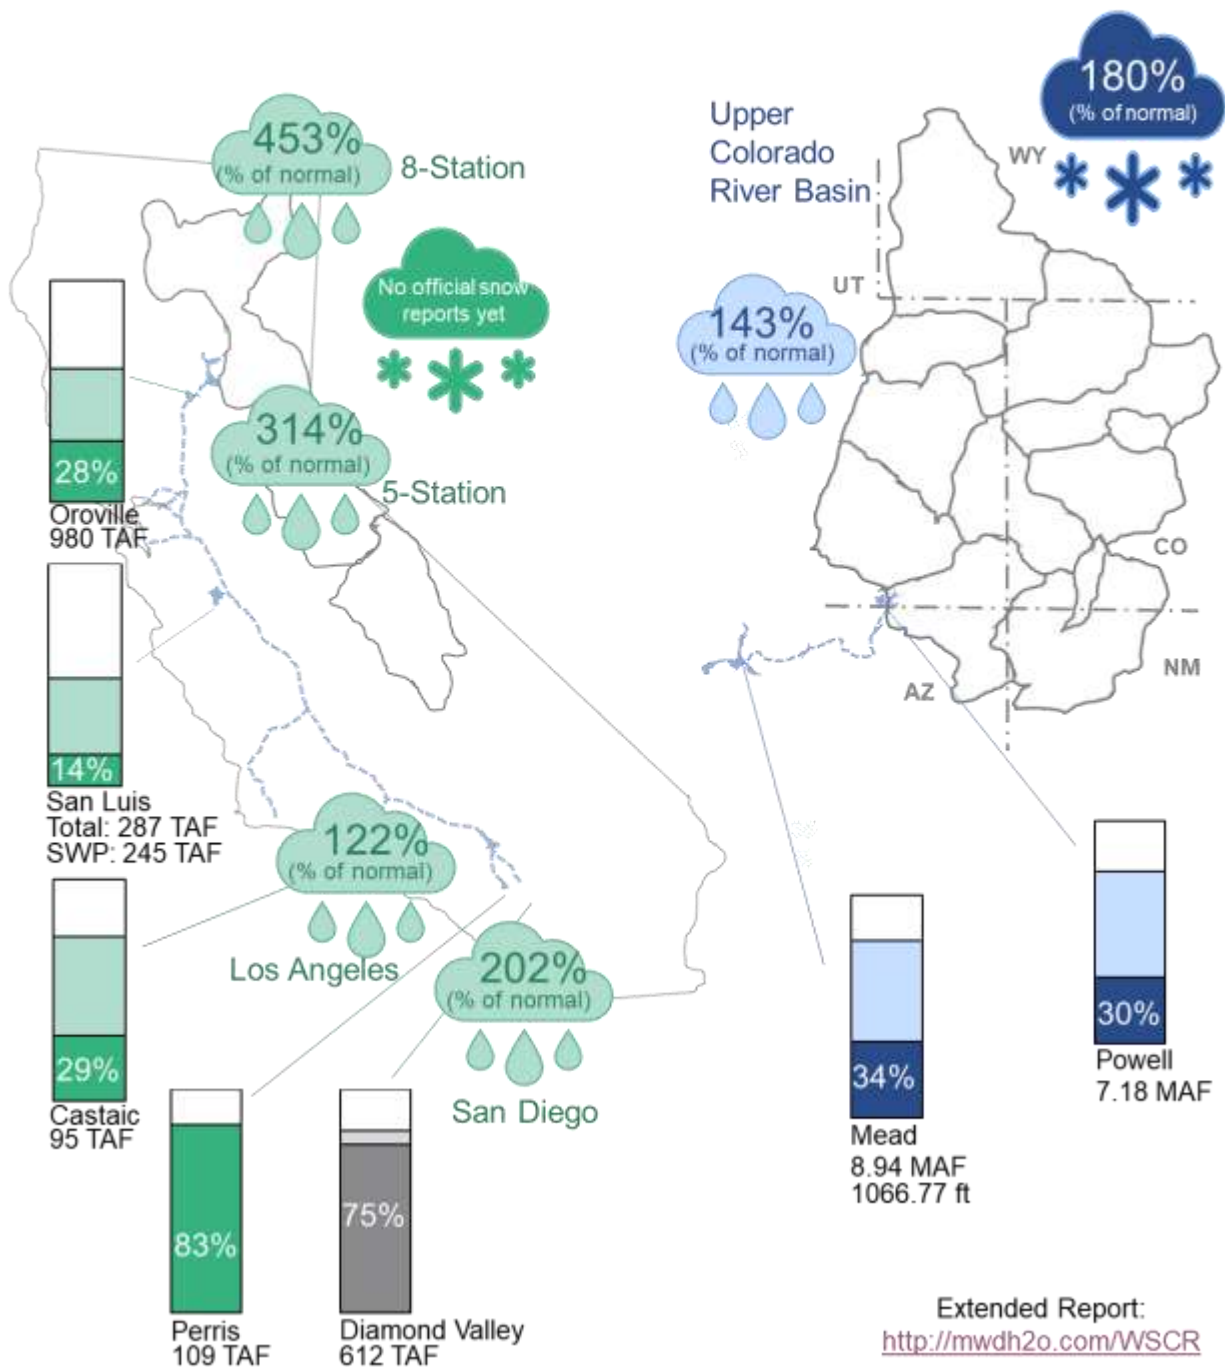 180%
(% of normal)
Upper
Colorado
River Basin
WY
453%
(% of normal)
8-Station
No official snow
reports yet
UT
143%
(% of normal)
314%
(% of normal)
5-Station
28%
Oroville
980 TAF
CO
NM
AZ
14%
San Luis
Total: 287 TAF
SWP: 245 TAF
122%
(% of normal)
Los Angeles
202%
(% of normal)
San Diego
29%
Castaic
95 TAF
83%
Perris
109 TAF
75%
Diamond Valley
612 TAF
34%
Mead
8.94 MAF
1066.77 ft
30%
Powell
7.18 MAF
Extended Report:
http://mwdh2o.com/WSCR